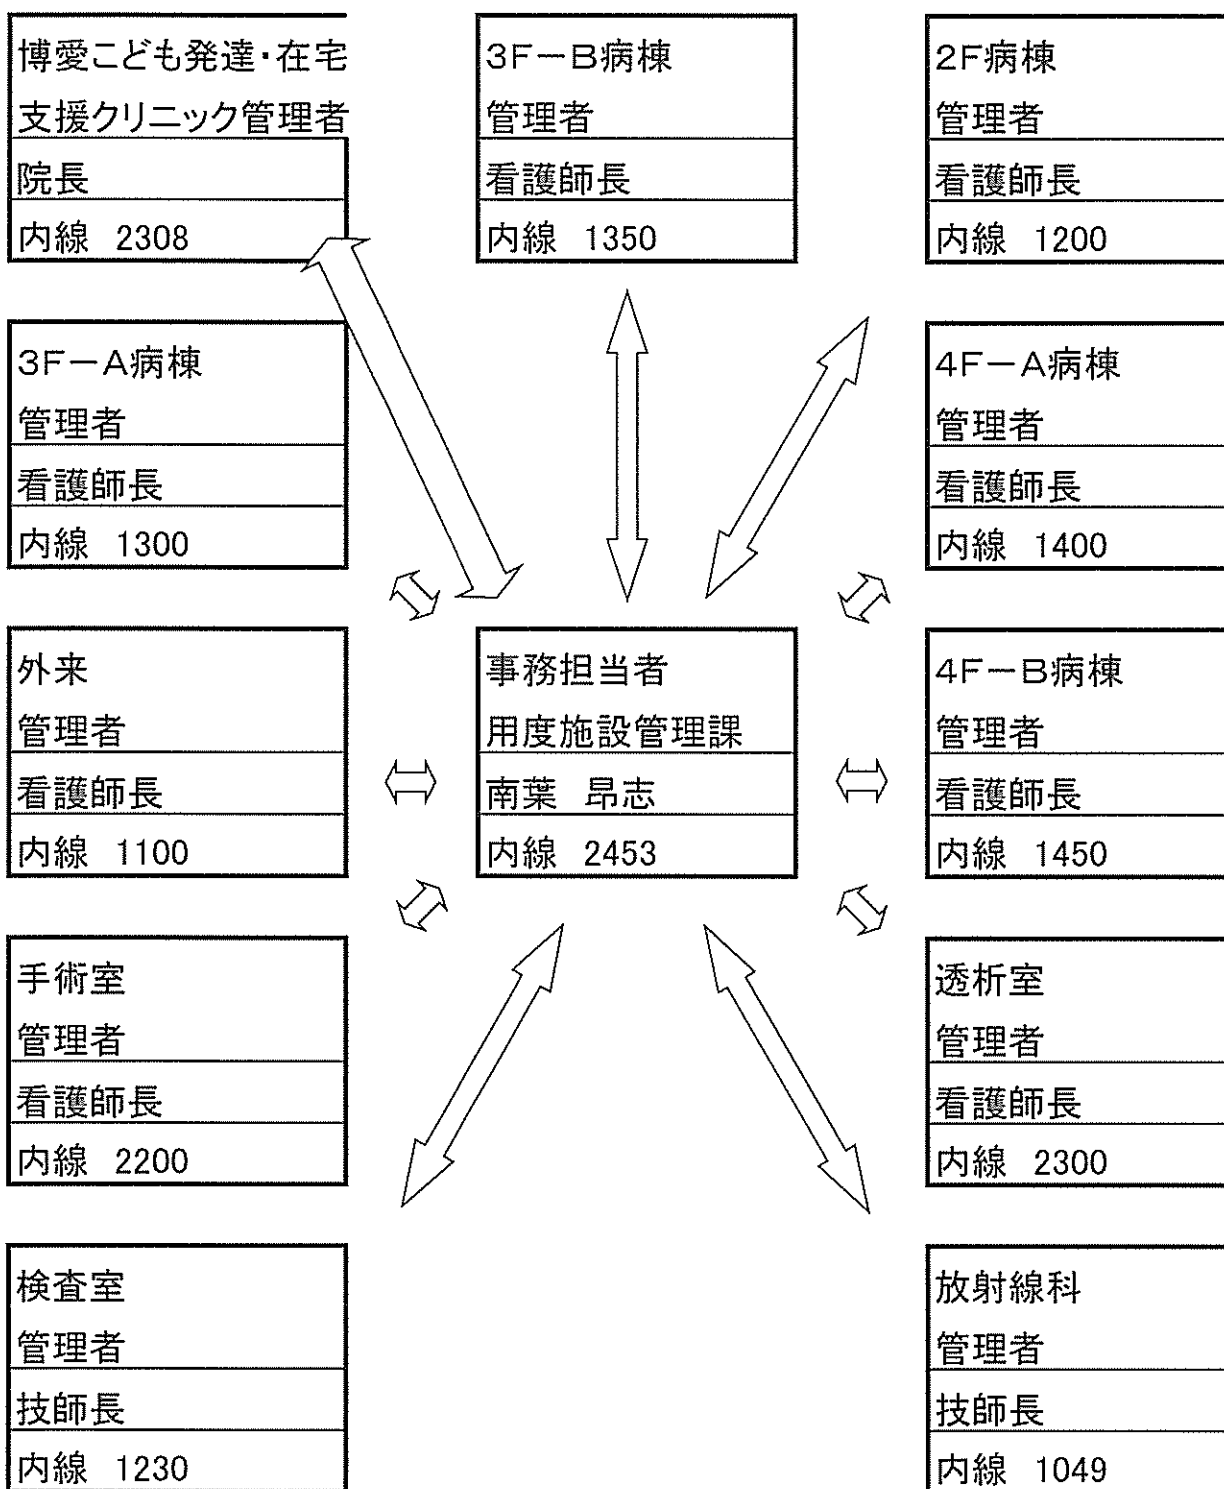 博愛こども発達・在宅
支援クリニック管理者
院長
内線 2308
3F－B病棟
管理者
看護師長
内線 1350
2F病棟
管理者
看護師長
内線 1200
3F－A病棟
管理者
看護師長
内線 1300
4F－A病棟
管理者
看護師長
内線 1400
外来
管理者
看護師長
内線 1100
事務担当者
用度施設管理課
南葉 昂志
内線 2453
4F－B病棟
管理者
看護師長
内線 1450
手術室
管理者
看護師長
内線 2200
透析室
管理者
看護師長
内線 2300
検査室
管理者
技師長
内線 1230
放射線科
管理者
技師長
内線 1049